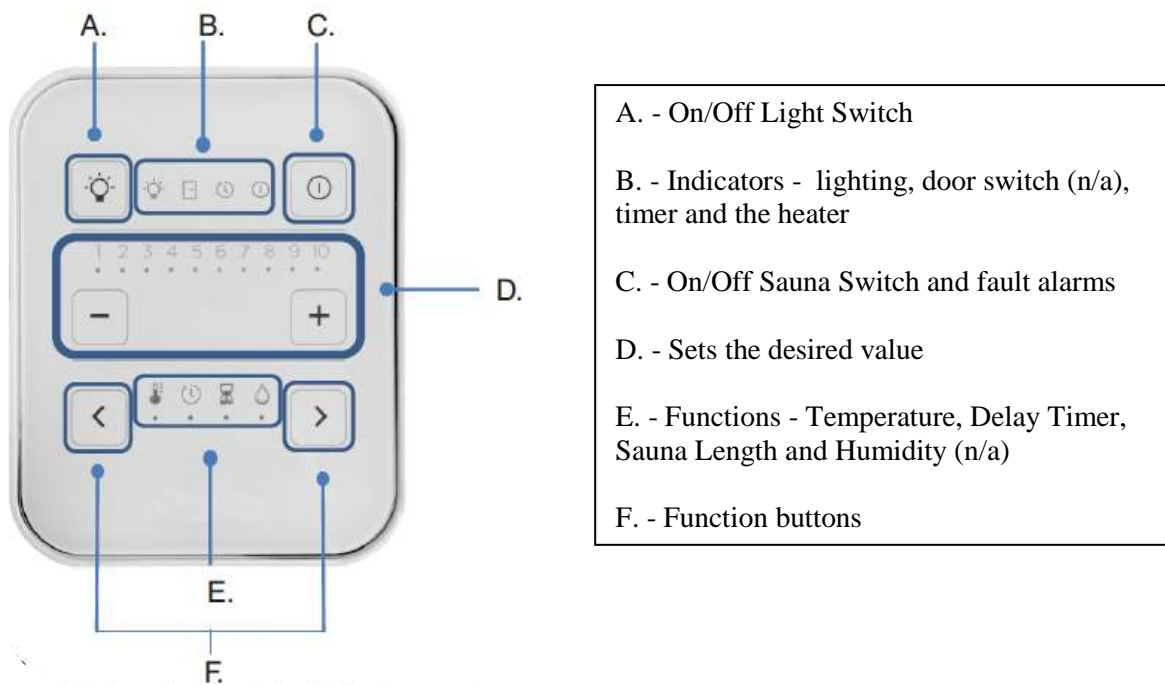 A. B. C.
1 2 3 4 5 6 7 8 9 10
D.
− +
< >
E.
F.
A. - On/Off Light Switch
B. - Indicators - lighting, door switch (n/a),
timer and the heater
C. - On/Off Sauna Switch and fault alarms
D. - Sets the desired value
E. - Functions - Temperature, Delay Timer,
Sauna Length and Humidity (n/a)
F. - Function buttons